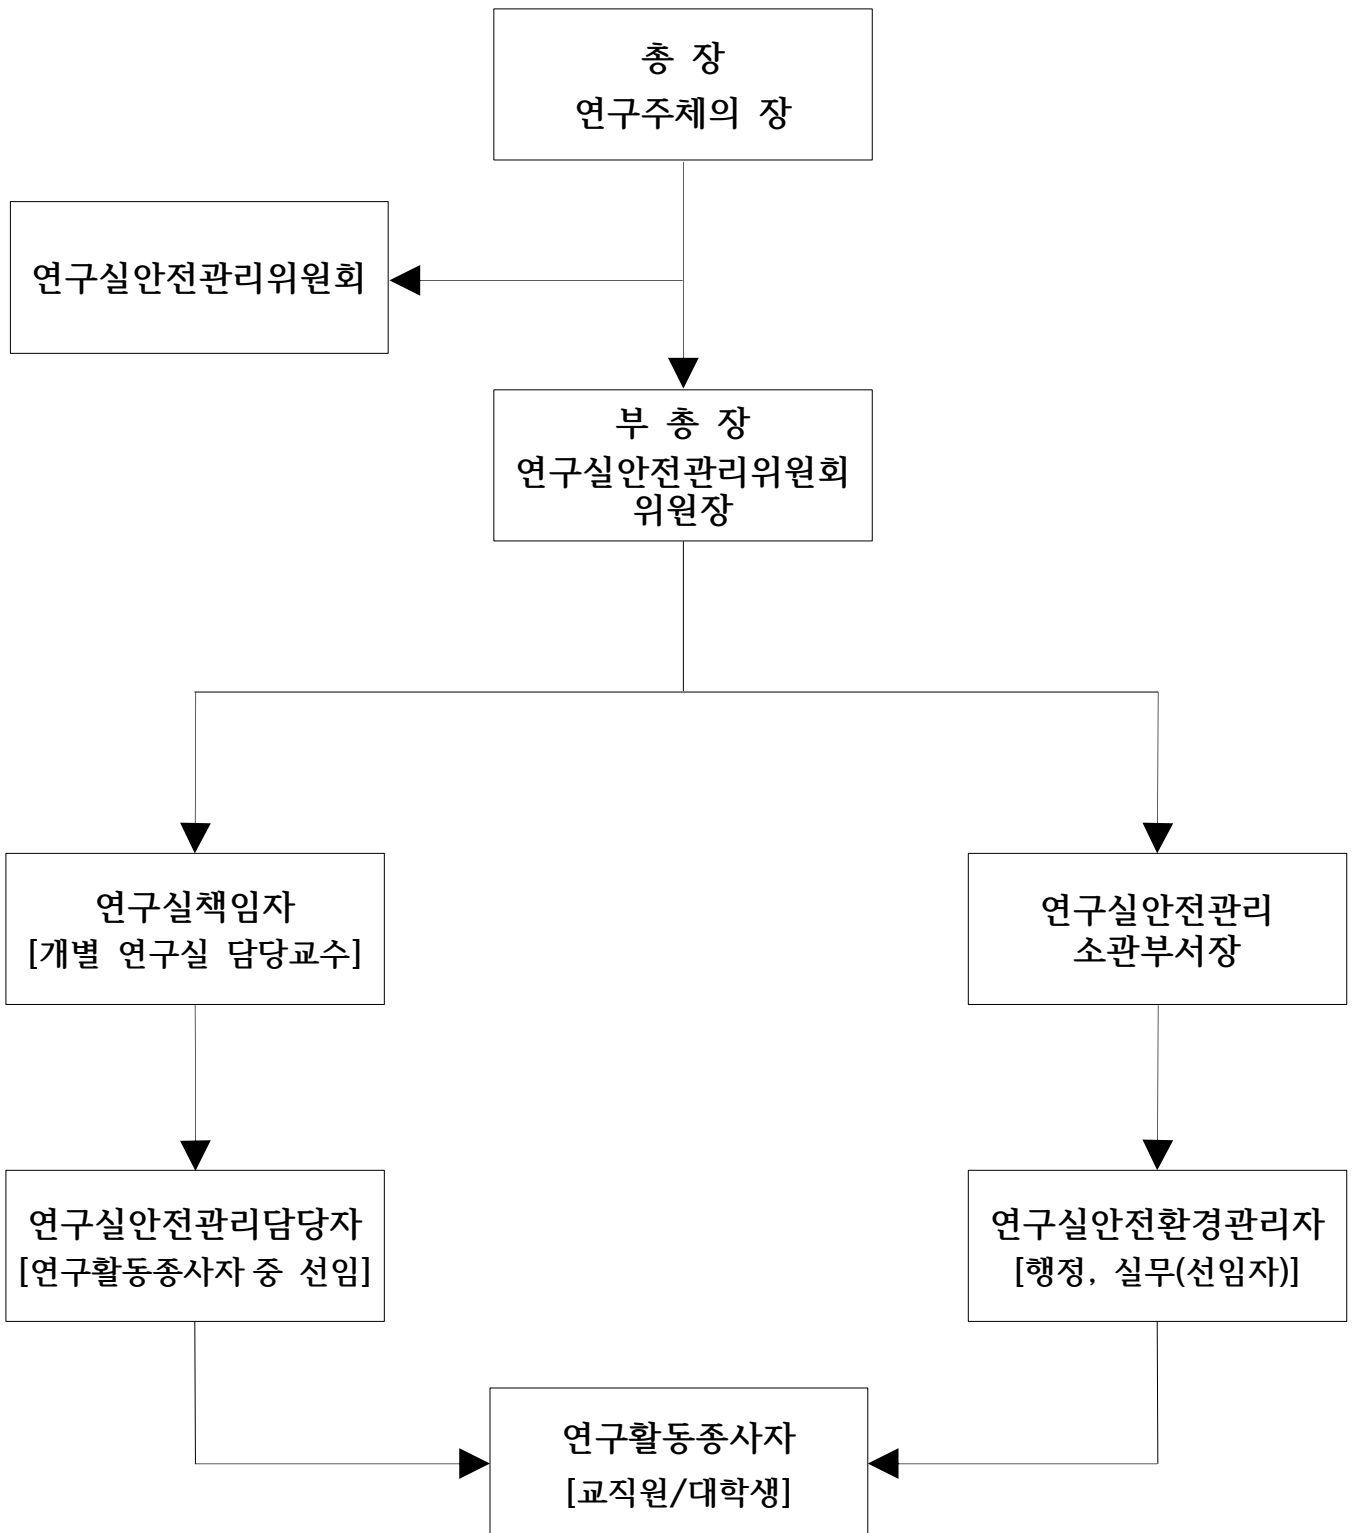 총 장
연구주체의 장
연구실안전관리위원회
부 총 장
연구실안전관리위원회
위원장
연구실책임자
[개별 연구실 담당교수]
연구실안전관리
소관부서장
연구실안전관리담당자
[연구활동종사자 중 선임]
연구실안전환경관리자
[행정, 실무(선임자)]
연구활동종사자
[교직원/대학생]